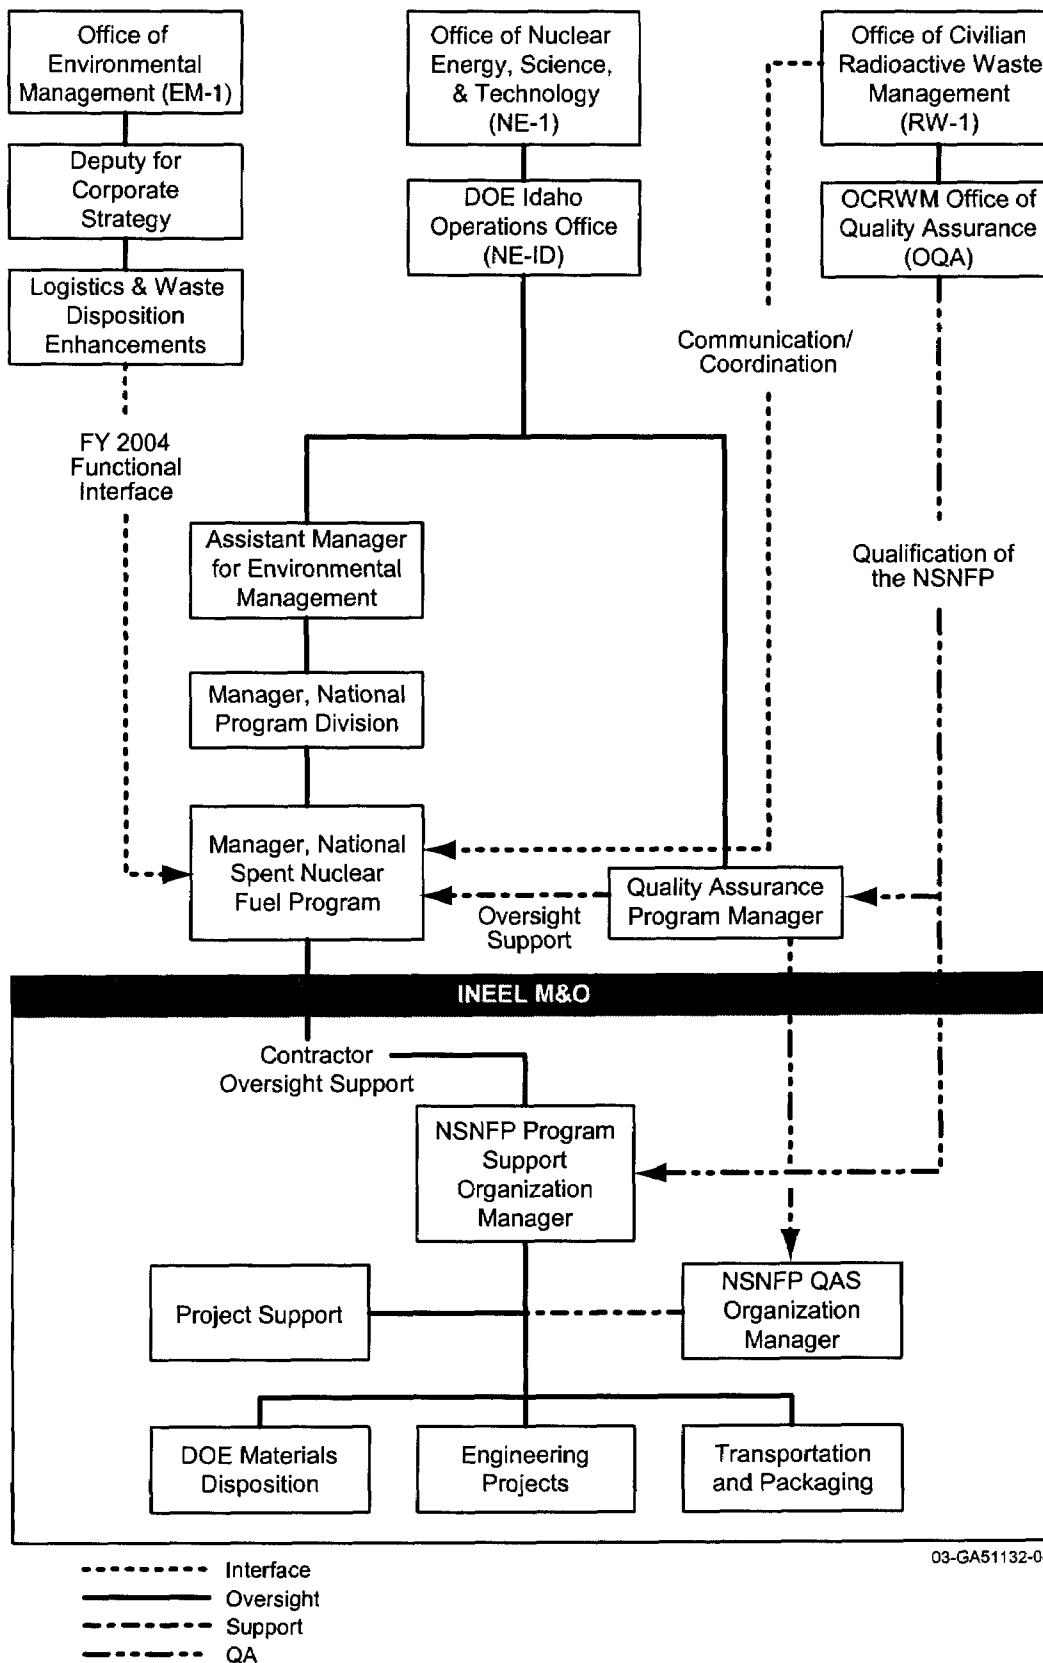 Office of
Environmental
Management (EM-1)
Office of Nuclear
Energy, Science,
& Technology
(NE-1)
Office of Civilian
Radioactive Waste
Management
(RW-1)
Deputy for
Corporate
Strategy
DOE Idaho
Operations Office
(NE-ID)
OCRWM Office of
Quality Assurance
(OQA)
Logistics & Waste
Disposition
Enhancements
Communication/
Coordination
FY 2004
Functional
Interface
Assistant Manager
for Environmental
Management
Qualification of
the NSNFP
Manager, National
Program Division
Manager, National
Spent Nuclear
Fuel Program
Oversight
Support
Quality Assurance
Program Manager
INEEL M&O
Contractor
Oversight Support
NSNFP Program
Support
Organization
Manager
Project Support
NSNFP QAS
Organization
Manager
DOE Materials
Disposition
Engineering
Projects
Transportation
and Packaging
03-GA51132-0
Interface
Oversight
Support
QA